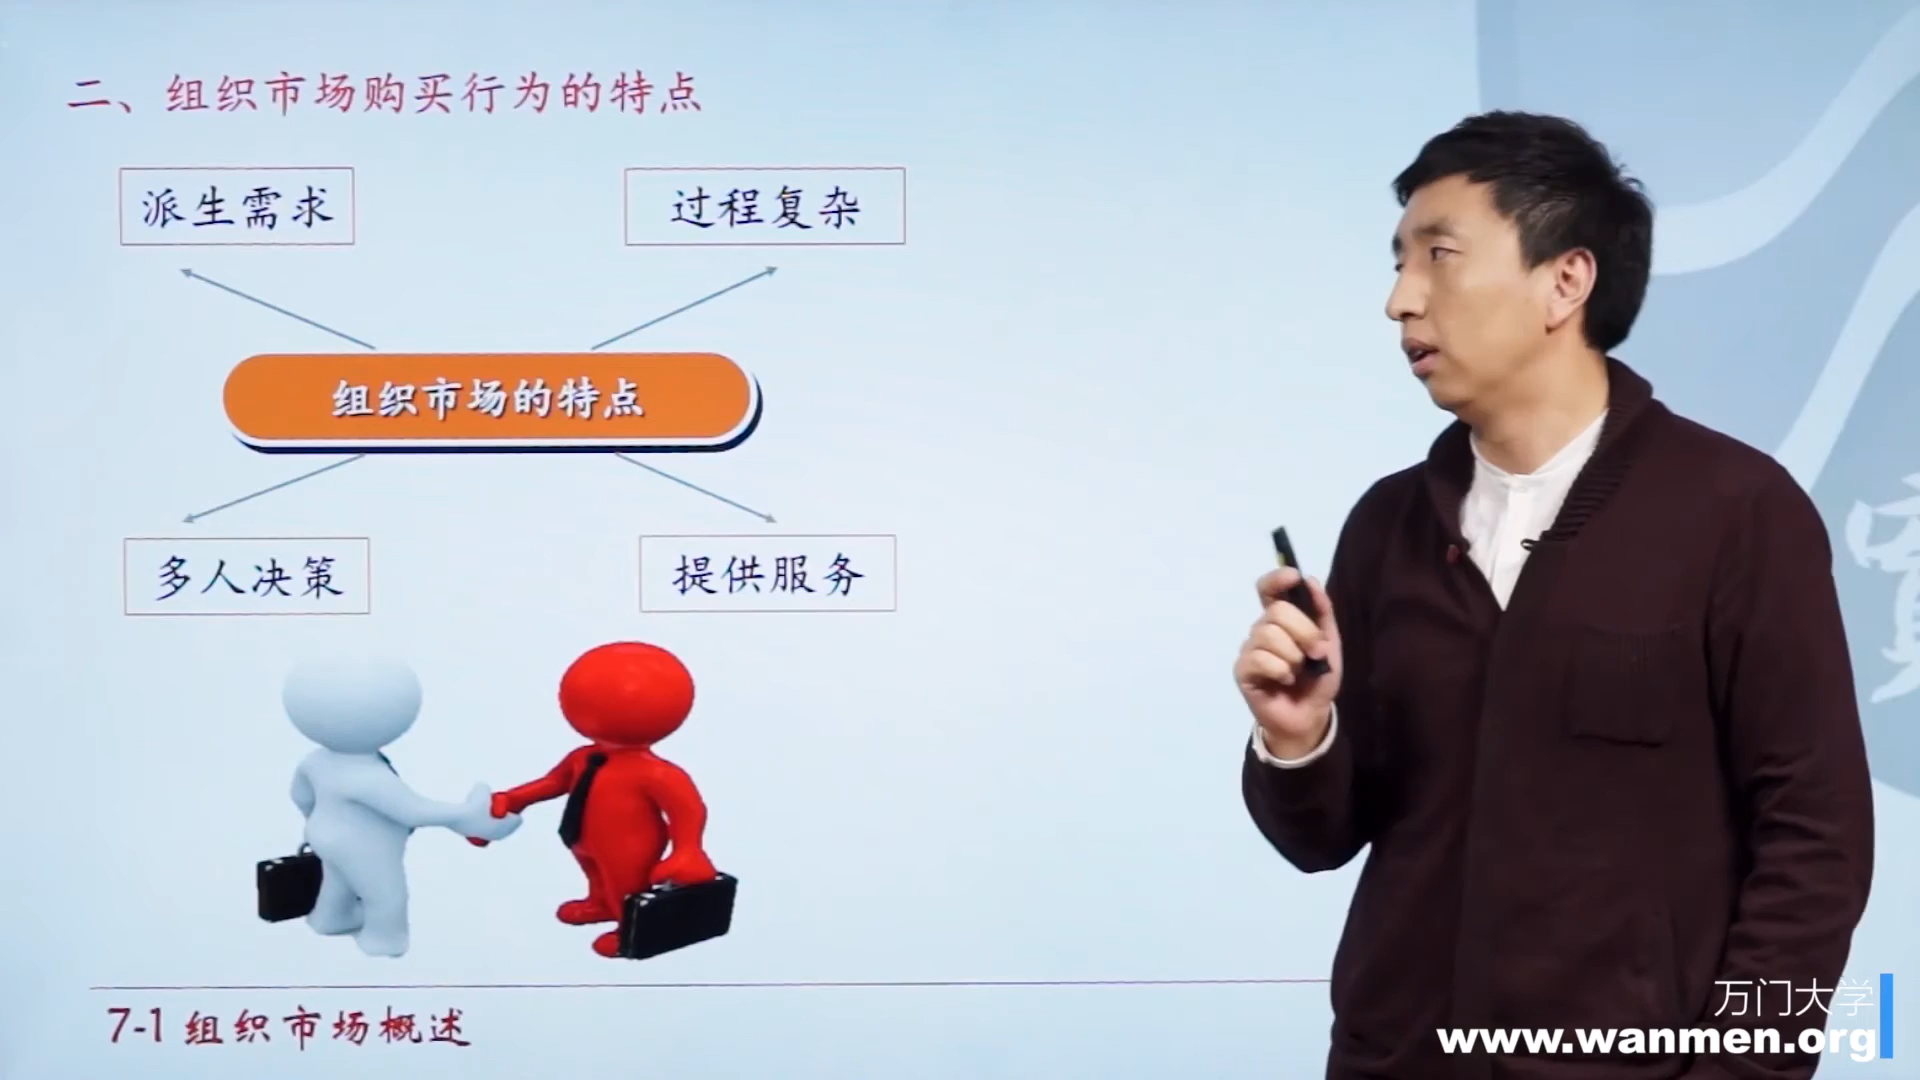 二、组织市场购买行为的特点
派生需求
过程复杂
组织市场的特点
多人决策
提供服务
7-1 组织市场概述
万门大学
www.wanmen.org